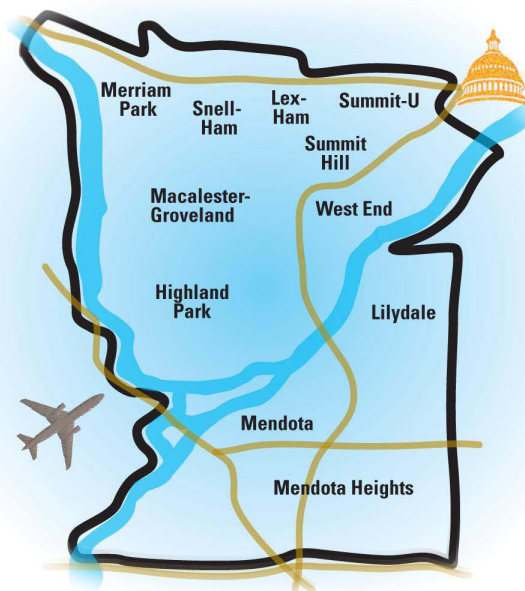 Merriam
Park
Snell-
Ham
Lex-
Ham
Summit-U
Summit
Hill
Macalester-
Groveland
West End
Highland
Park
Lilydale
Mendota
Mendota Heights